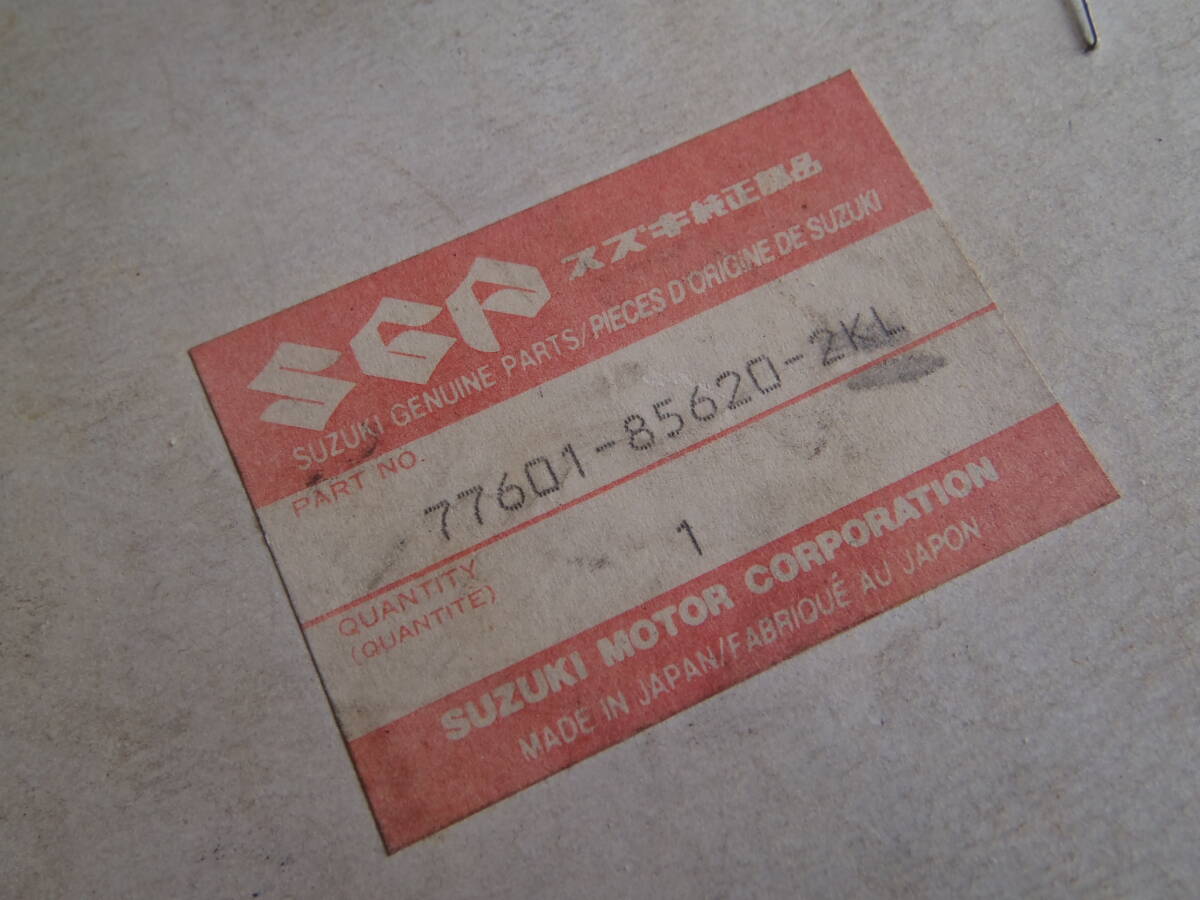 SGP スズキ純正部品
SUZUKI GENUINE PARTS/PIECES D'ORIGINE DE SUZUKI
PART NO.
77601-85620-2KL
QUANTITY
(QUANTITE)
1
SUZUKI MOTOR CORPORATION
MADE IN JAPAN/FABRIQUÉ AU JAPON